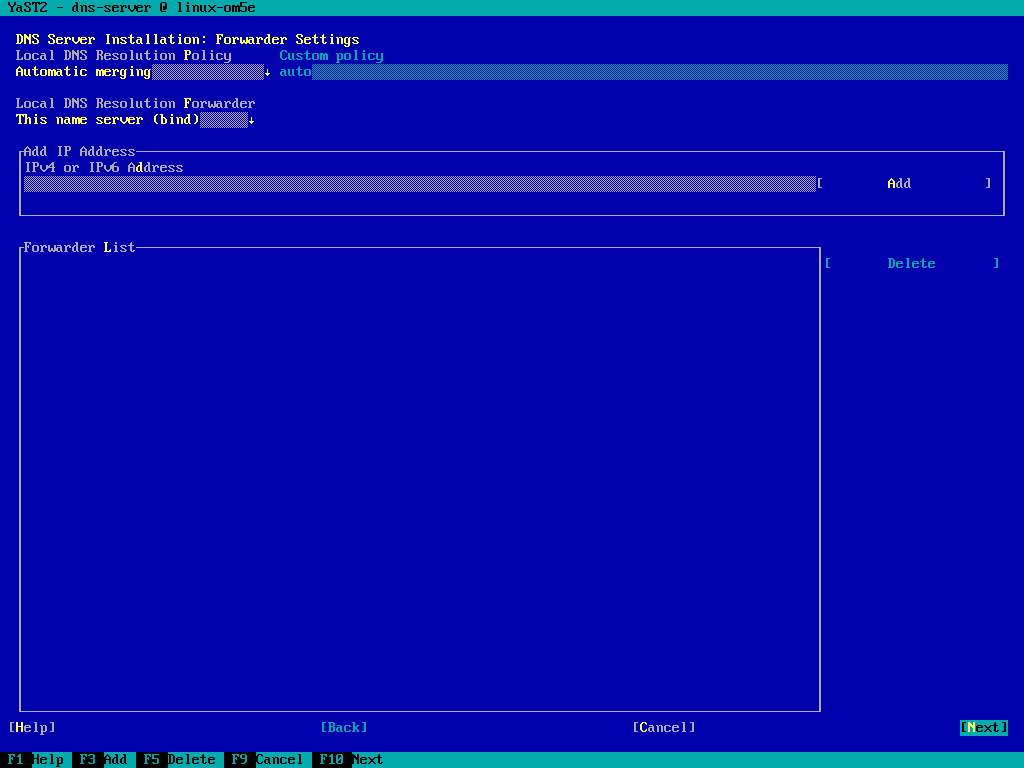 YaST2 - dns-server @ linux-om5e
DNS Server Installation: Forwarder Settings
Local DNS Resolution Policy Custom policy
Automatic merging↓ auto
Local DNS Resolution Forwarder
This name server (bind)↓
Add IP Address
IPv4 or IPv6 Address
[ Add ]
Forwarder List
[ Delete ]
[Help] [Back] [Cancel] [Next]
F1 Help F3 Add F5 Delete F9 Cancel F10 Next